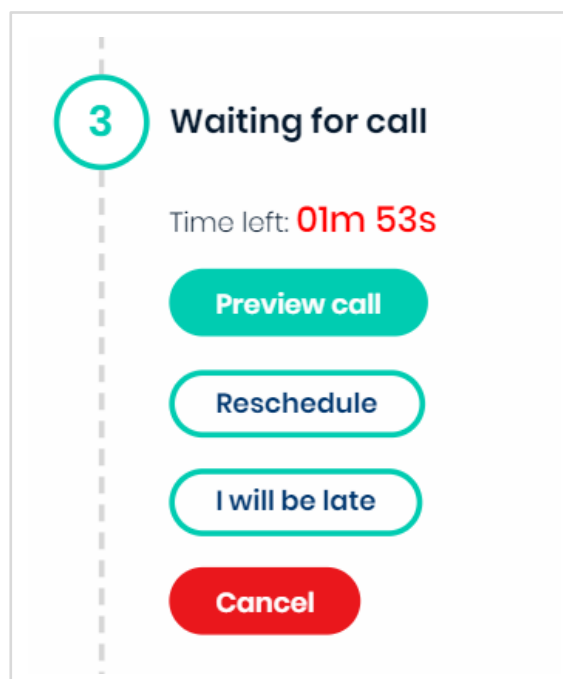 3
Waiting for call
Time left: 01m 53s
Preview call
Reschedule
I will be late
Cancel